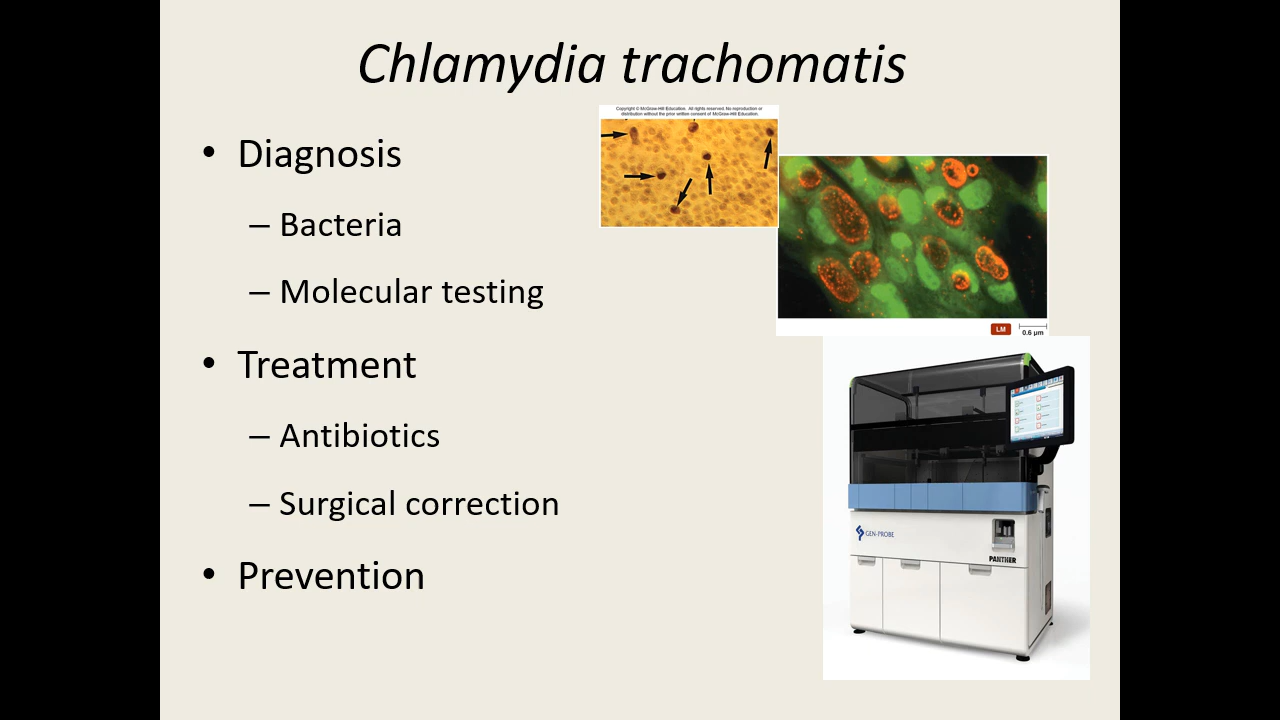 Chlamydia trachomatis
• Diagnosis
– Bacteria
– Molecular testing
• Treatment
– Antibiotics
– Surgical correction
• Prevention
Copyright © McGraw-Hill Education. All rights reserved. No reproduction or
distribution without the prior written consent of McGraw-Hill Education.
LM
0.6 µm
GEN-PROBE
PANTHER